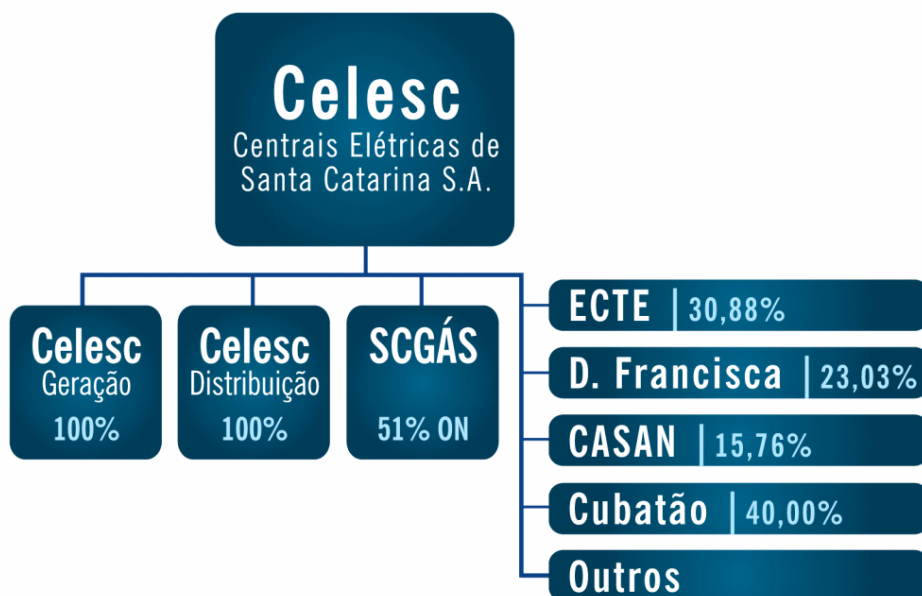 Celesc
Centrais Elétricas de
Santa Catarina S.A.
Celesc
Geração
100%
Celesc
Distribuição
100%
SCGÁS
51% ON
ECTE 30,88%
D. Francisca 23,03%
CASAN 15,76%
Cubatão 40,00%
Outros